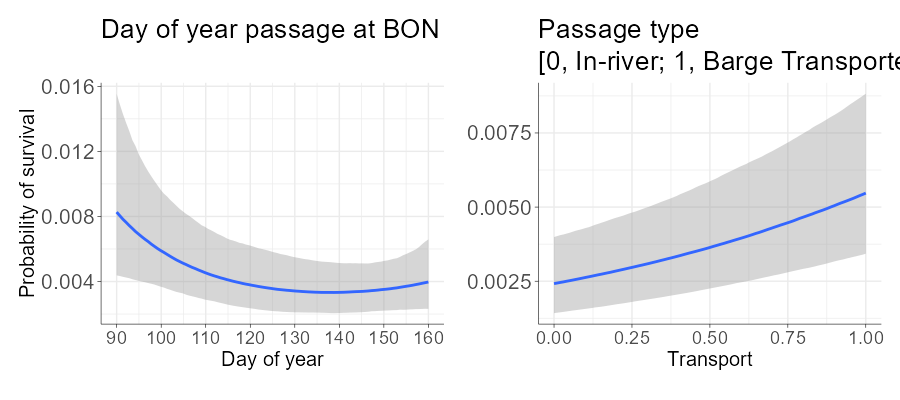 Day of year passage at BON
Probability of survival
0.016
0.012
0.008
0.004
90 100 110 120 130 140 150 160
Day of year
Passage type
[0, In-river; 1, Barge Transporte
0.0075
0.0050
0.0025
0.00 0.25 0.50 0.75 1.00
Transport